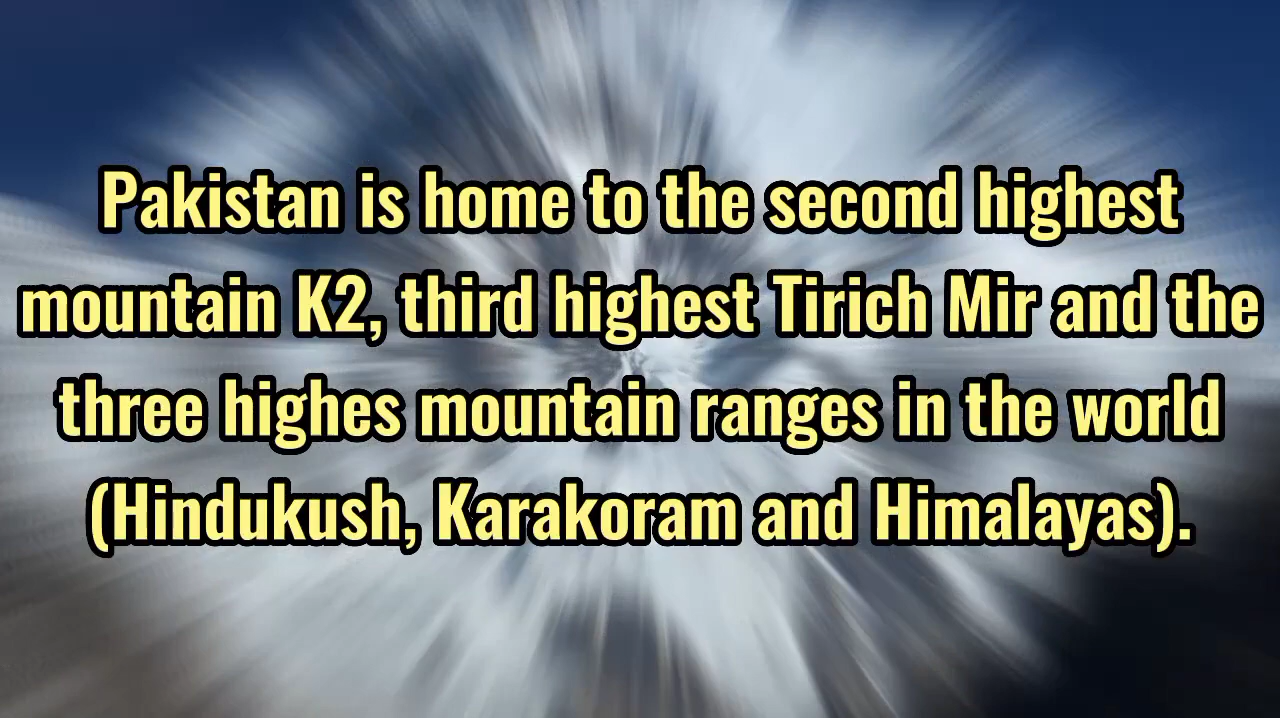 Pakistan is home to the second highest
mountain K2, third highest Tirich Mir and the
three highes mountain ranges in the world
(Hindukush, Karakoram and Himalayas).